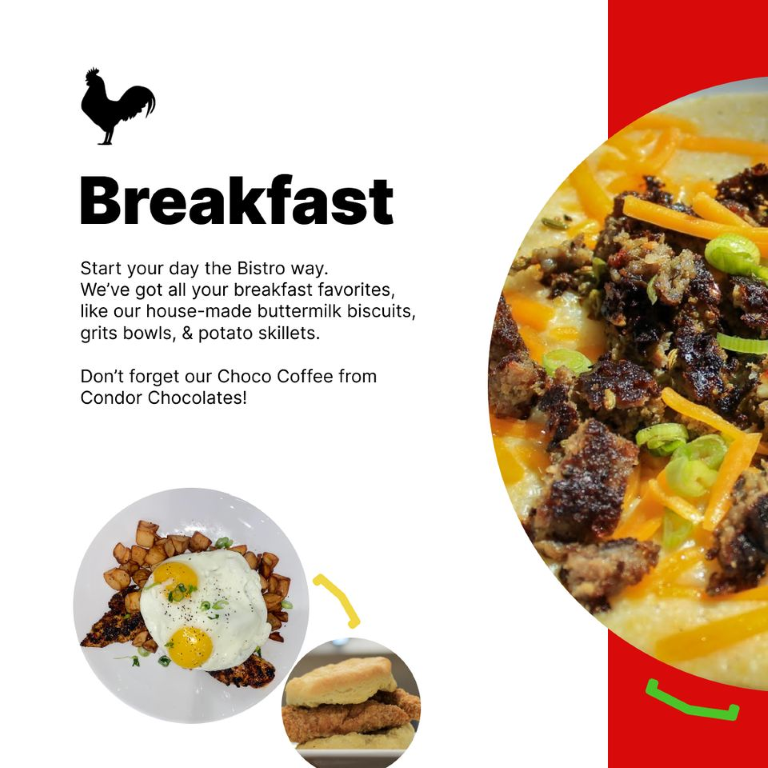 Breakfast
Start your day the Bistro way.
We’ve got all your breakfast favorites,
like our house-made buttermilk biscuits,
grits bowls, & potato skillets.
Don’t forget our Choco Coffee from
Condor Chocolates!